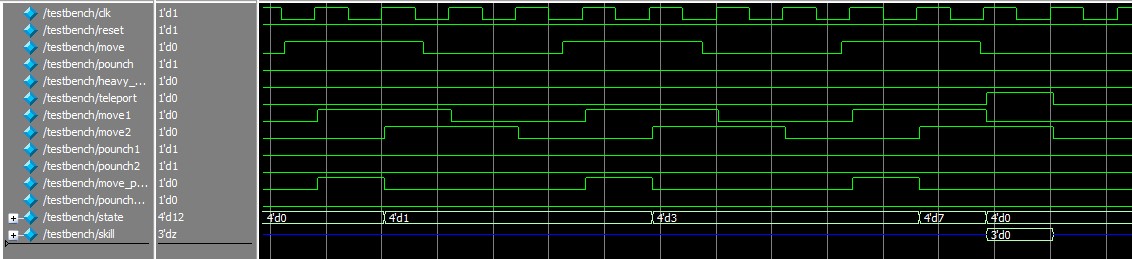 /testbench/clk 1'd1
/testbench/reset 1'd1
/testbench/move 1'd0
/testbench/pounch 1'd1
/testbench/heavy_... 1'd0
/testbench/teleport 1'd0
/testbench/move1 1'd0
/testbench/move2 1'd0
/testbench/pounch1 1'd1
/testbench/pounch2 1'd1
/testbench/move_p... 1'd0
/testbench/pounch... 1'd0
/testbench/state 4'd12 4'd0 4'd1 4'd3 4'd7 4'd0
/testbench/skill 3'dz 3'd0